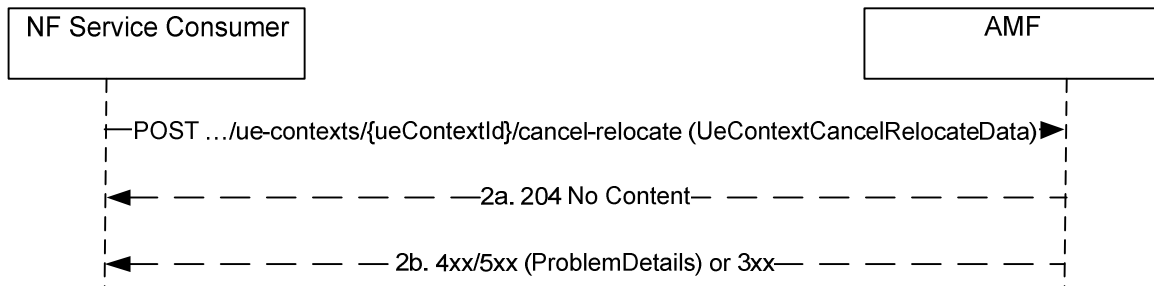 NF Service Consumer
AMF
POST …/ue-contexts/{ueContextId}/cancel-relocate (UeContextCancelRelocateData)
2a. 204 No Content
2b. 4xx/5xx (ProblemDetails) or 3xx